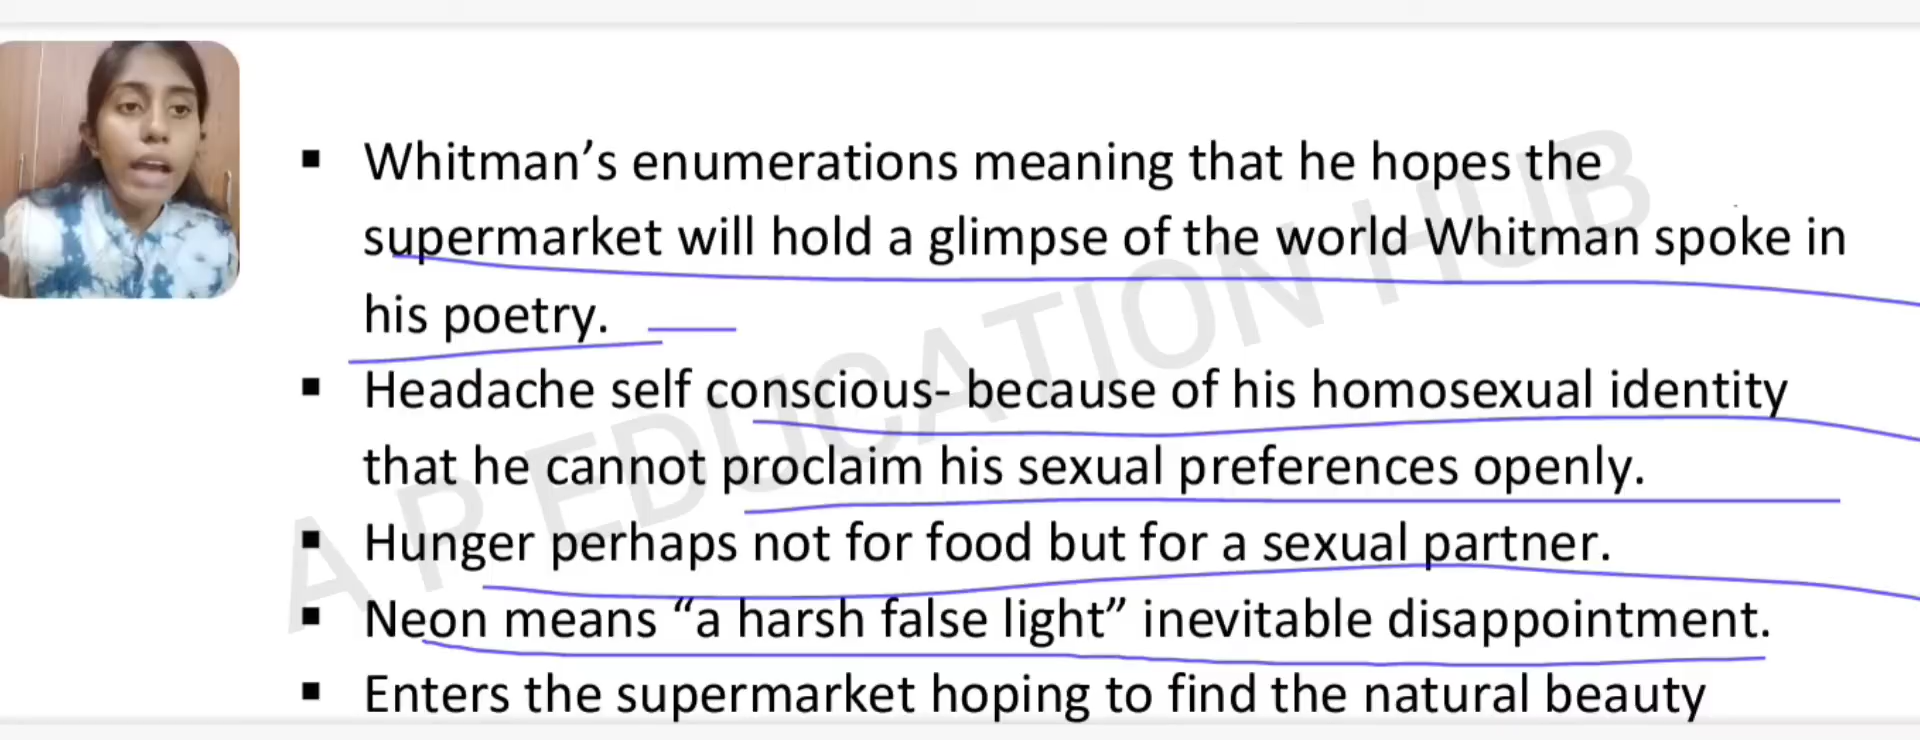 ▪ Whitman’s enumerations meaning that he hopes the
supermarket will hold a glimpse of the world Whitman spoke in
his poetry.
▪ Headache self conscious- because of his homosexual identity
that he cannot proclaim his sexual preferences openly.
▪ Hunger perhaps not for food but for a sexual partner.
▪ Neon means “a harsh false light” inevitable disappointment.
▪ Enters the supermarket hoping to find the natural beauty
A P EDUCATION HUB